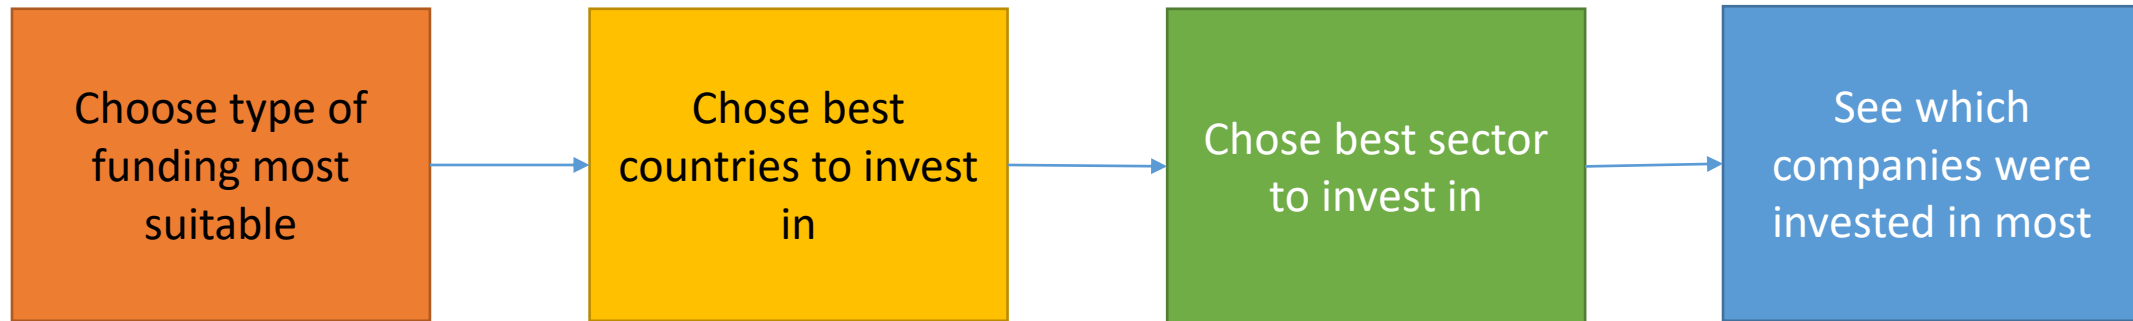 Choose type of
funding most
suitable
Chose best
countries to invest
in
Chose best sector
to invest in
See which
companies were
invested in most